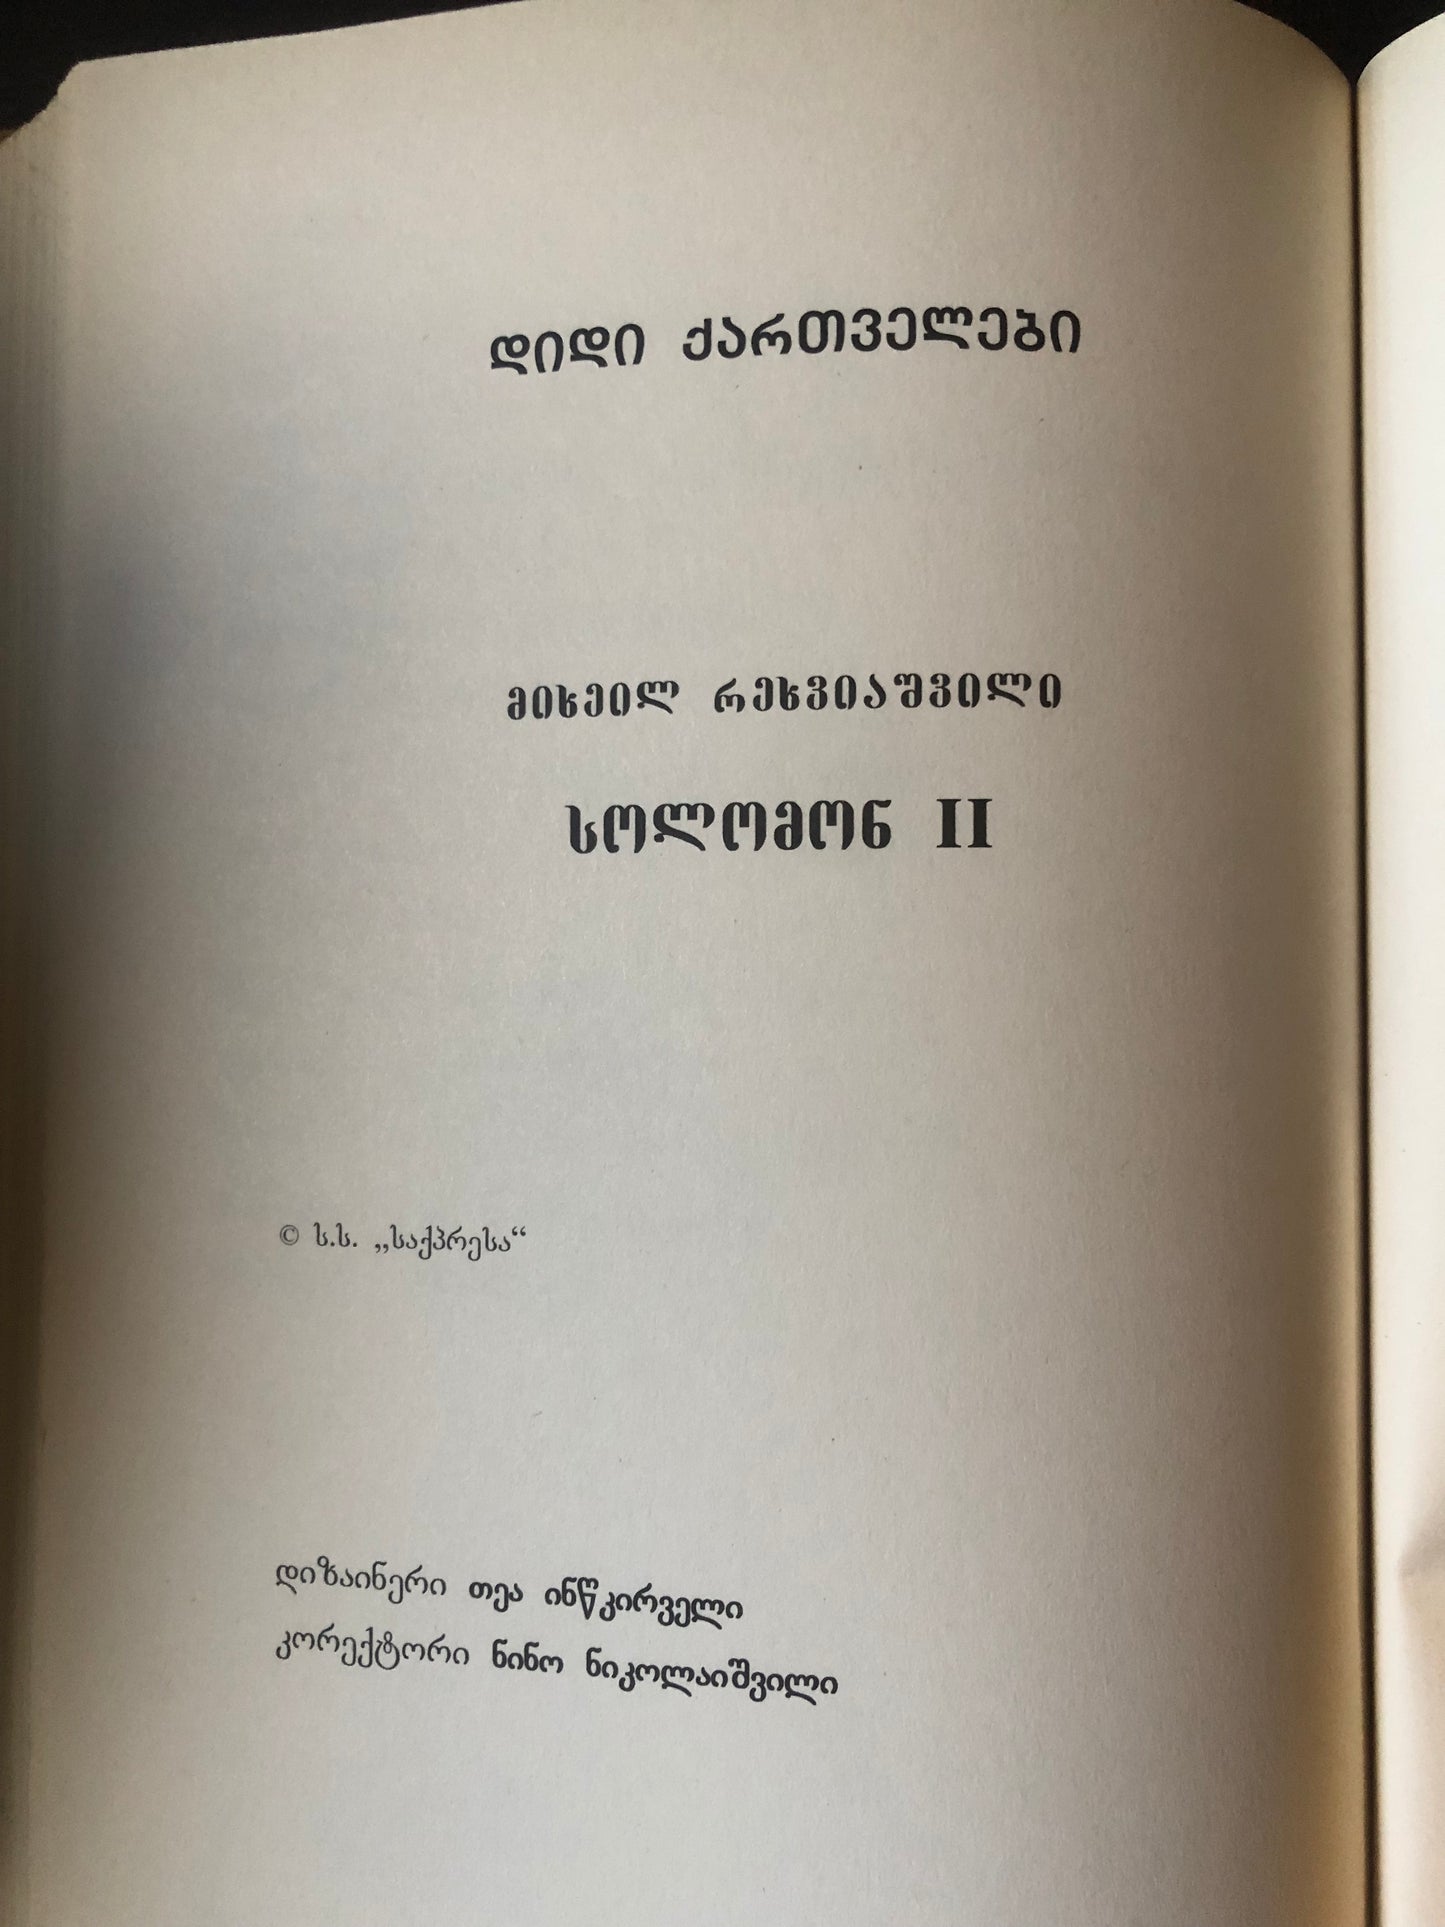 დიდი ქართველები
მიხეილ რეხვიაშვილი
სოლომონ II
© ს.ს. „საქპრესა“
დიზაინერი თეა ინწკირველი
კორექტორი ნინო ნიკოლაიშვილი